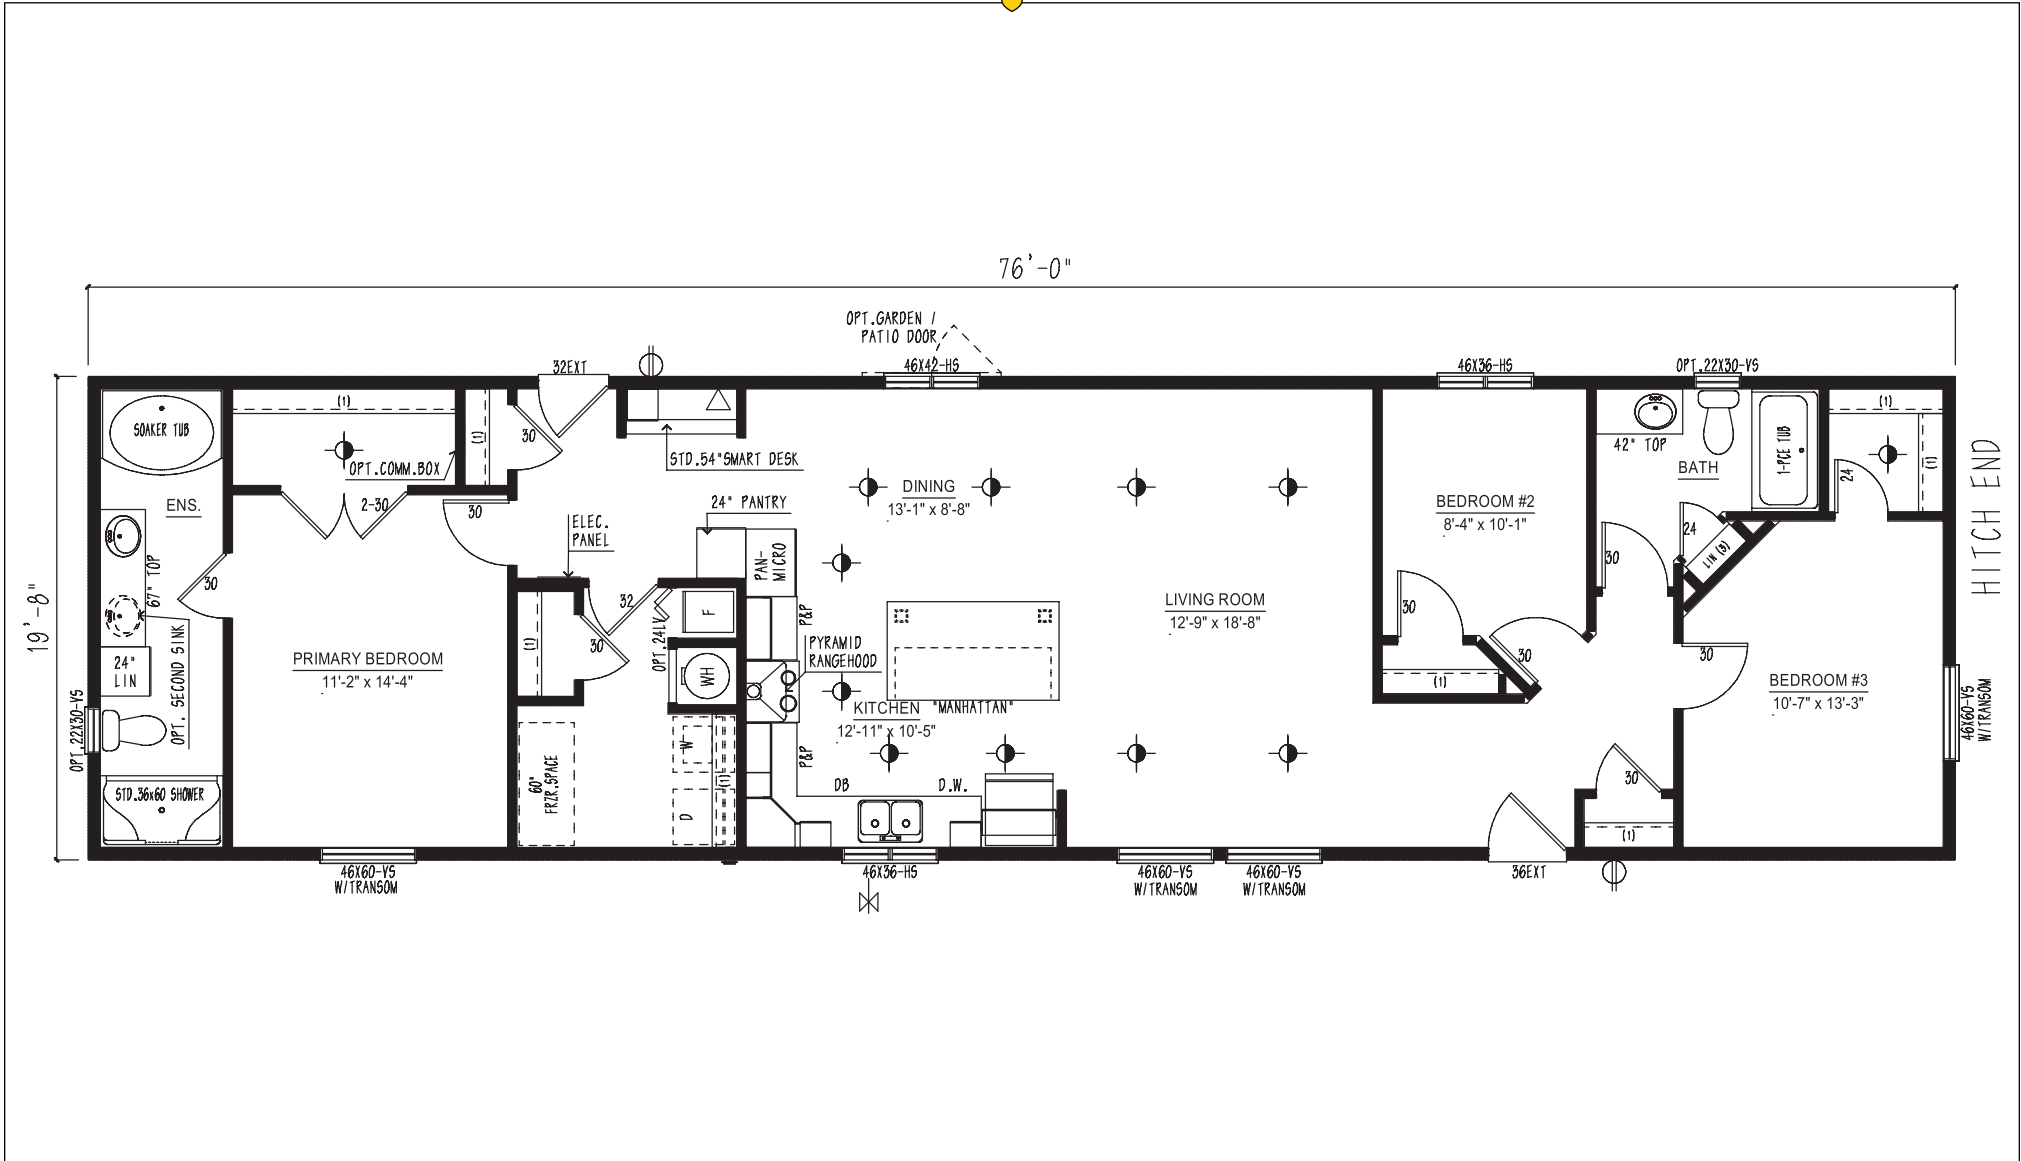 76'-0"
OPT.GARDEN /
PATIO DOOR
32EXT
46X42-HS
46X36-HS
OPT.22X30-VS
SOAKER TUB
(1)
(1)
30
OPT.COMM.BOX
2-30
STD.54"SMART DESK
42" TOP
BATH
1-PCE TUB
(1)
(1)
24
HITCH END
ENS.
30
24" PANTRY
DINING
13'-1" x 8'-8"
BEDROOM #2
8'-4" x 10'-1"
ELEC.
PANEL
PAN-
MICRO
24
LIN (3)
30
19'-8"
30
67" TOP
32
F
P&P
30
LIVING ROOM
12'-9" x 18'-8"
OPT.24LV
(1)
30
PYRAMID
RANGEHOOD
PRIMARY BEDROOM
11'-2" x 14'-4"
24"
LIN
OPT. SECOND SINK
WH
30
(1)
30
BEDROOM #3
10'-7" x 13'-3"
KITCHEN
"MANHATTAN"
12'-11" x 10'-5"
OPT.22X30-VS
46X60-VS
W/TRANSOM
W
P&P
60"
FRZR.SPACE
(1)
D
DB
D.W.
30
STD.36x60 SHOWER
(1)
46X60-VS
W/TRANSOM
46X36-HS
46X60-VS
W/TRANSOM
46X60-VS
W/TRANSOM
36EXT